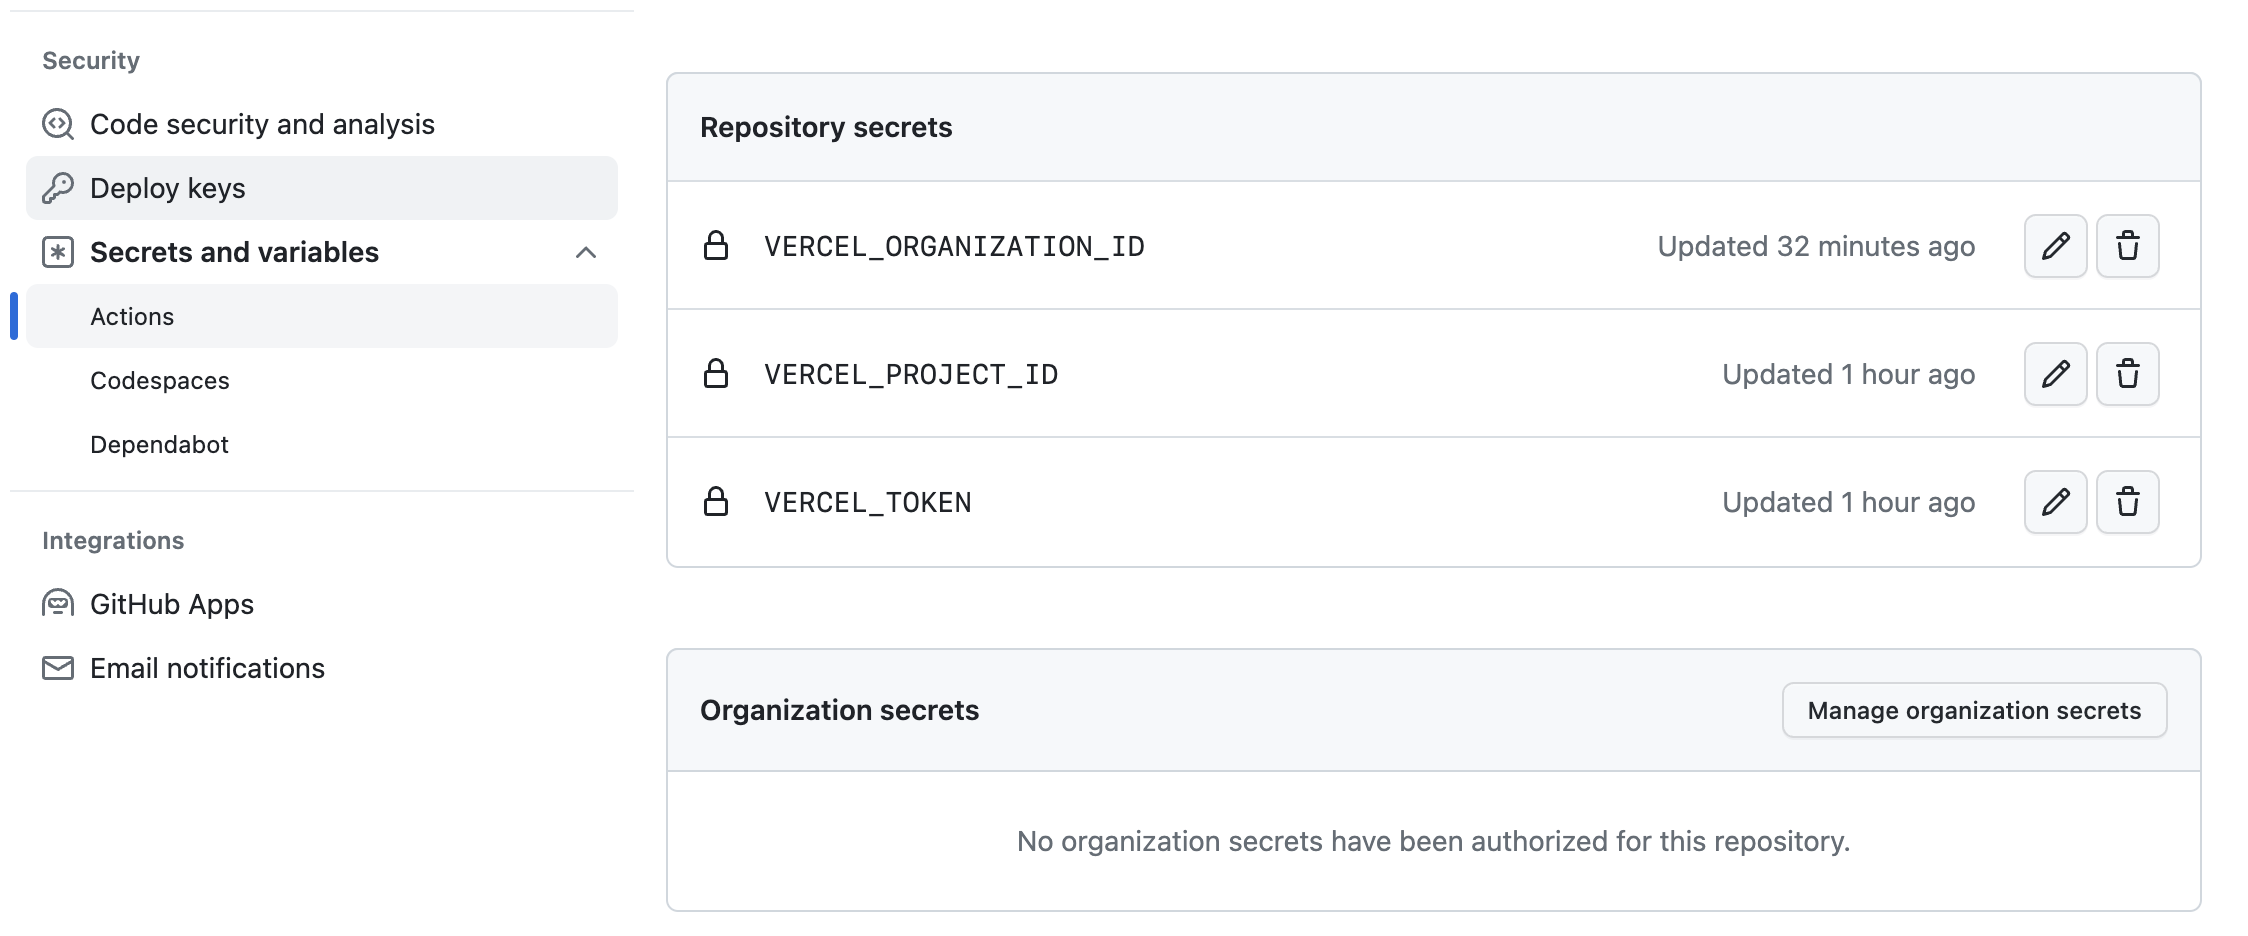 Security
Code security and analysis
Deploy keys
Secrets and variables
Actions
Codespaces
Dependabot
Integrations
GitHub Apps
Email notifications
Repository secrets
VERCEL_ORGANIZATION_ID Updated 32 minutes ago
VERCEL_PROJECT_ID Updated 1 hour ago
VERCEL_TOKEN Updated 1 hour ago
Organization secrets Manage organization secrets
No organization secrets have been authorized for this repository.